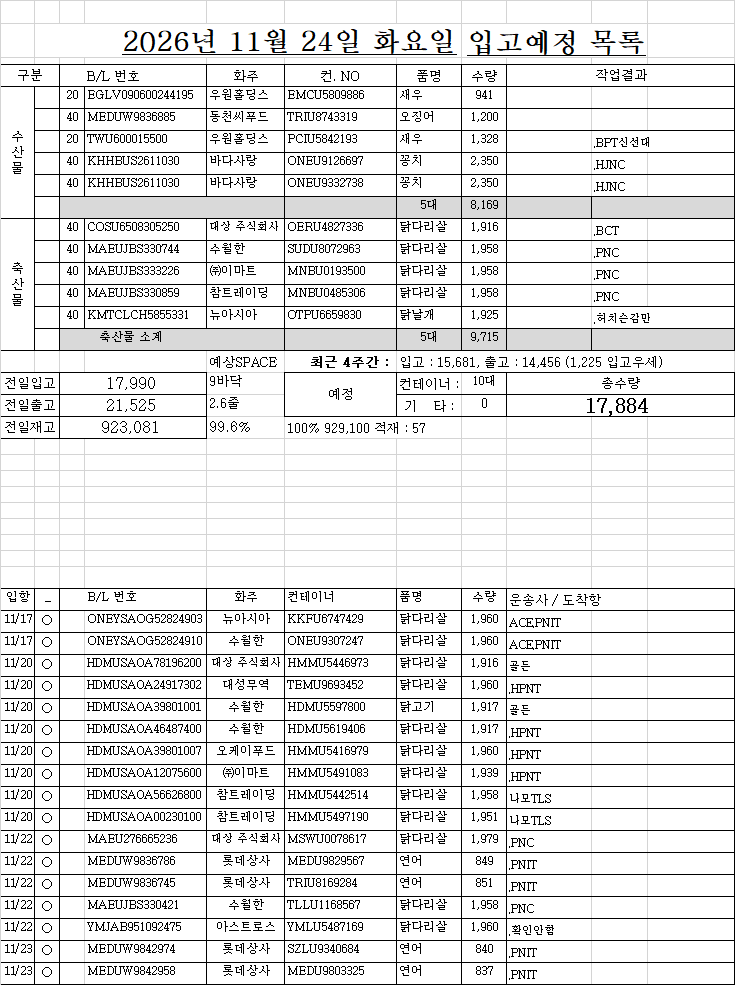 2026년 11월 24일 화요일 입고예정 목록
구분 B/L 번호 화주 컨. NO 품명 수량 작업결과
수산물
20 EGLV090600244195 우원홀딩스 EMCU5809886 새우 941
40 MEDUW9836885 동천씨푸드 TRIU8743319 오징어 1,200
20 TWU600015500 우원홀딩스 PCIU5842193 새우 1,328 .BPT신선대
40 KHHBUS2611030 바다사랑 ONEU9126697 꽁치 2,350 .HJNC
40 KHHBUS2611030 바다사랑 ONEU9332738 꽁치 2,350 .HJNC
5대 8,169
축산물
40 COSU6508305250 대상 주식회사 OERU4827336 닭다리살 1,916 .BCT
40 MAEUJBS330744 수월한 SUDU8072963 닭다리살 1,958 .PNC
40 MAEUJBS333226 ㈜이마트 MNBU0193500 닭다리살 1,958 .PNC
40 MAEUJBS330859 참트레이딩 MNBU0485306 닭다리살 1,958 .PNC
40 KMTCLCH5855331 뉴아시아 OTPU6659830 닭날개 1,925 .허치슨감만
축산물 소계 5대 9,715
예상SPACE 최근 4주간 : 입고 : 15,681, 출고 : 14,456 (1,225 입고우세)
전일입고 17,990 9바닥 예정 컨테이너 : 10대 총수량
전일출고 21,525 2.6줄 기 타 : 0 17,884
전일재고 923,081 99.6% 100% 929,100 적재 : 57
입항 _ B/L 번호 화주 컨테이너 품명 수량 운송사 / 도착항
11/17 ○ ONEYSAOG52824903 뉴아시아 KKFU6747429 닭다리살 1,960 ACE.PNIT
11/17 ○ ONEYSAOG52824910 수월한 ONEU9307247 닭다리살 1,960 ACE.PNIT
11/20 ○ HDMUSAOA78196200 대상 주식회사 HMMU5446973 닭다리살 1,916 골든
11/20 ○ HDMUSAOA24917302 대성무역 TEMU9693452 닭다리살 1,960 .HPNT
11/20 ○ HDMUSAOA39801001 수월한 HDMU5597800 닭고기 1,917 골든
11/20 ○ HDMUSAOA46487400 수월한 HDMU5619406 닭다리살 1,917 .HPNT
11/20 ○ HDMUSAOA39801007 오케이푸드 HMMU5416979 닭다리살 1,960 .HPNT
11/20 ○ HDMUSAOA12075600 ㈜이마트 HMMU5491083 닭다리살 1,939 .HPNT
11/20 ○ HDMUSAOA56626800 참트레이딩 HMMU5442514 닭다리살 1,958 나모TLS
11/20 ○ HDMUSAOA00230100 참트레이딩 HMMU5497190 닭다리살 1,951 나모TLS
11/22 ○ MAEU276665236 대상 주식회사 MSWU0078617 닭다리살 1,979 .PNC
11/22 ○ MEDUW9836786 롯데상사 MEDU9829567 연어 849 .PNIT
11/22 ○ MEDUW9836745 롯데상사 TRIU8169284 연어 851 .PNIT
11/22 ○ MAEUJBS330421 수월한 TLLU1168567 닭다리살 1,958 .PNC
11/22 ○ YMJAB951092475 아스트로스 YMLU5487169 닭다리살 1,960 .확인안함
11/23 ○ MEDUW9842974 롯데상사 SZLU9340684 연어 840 .PNIT
11/23 ○ MEDUW9842958 롯데상사 MEDU9803325 연어 837 .PNIT